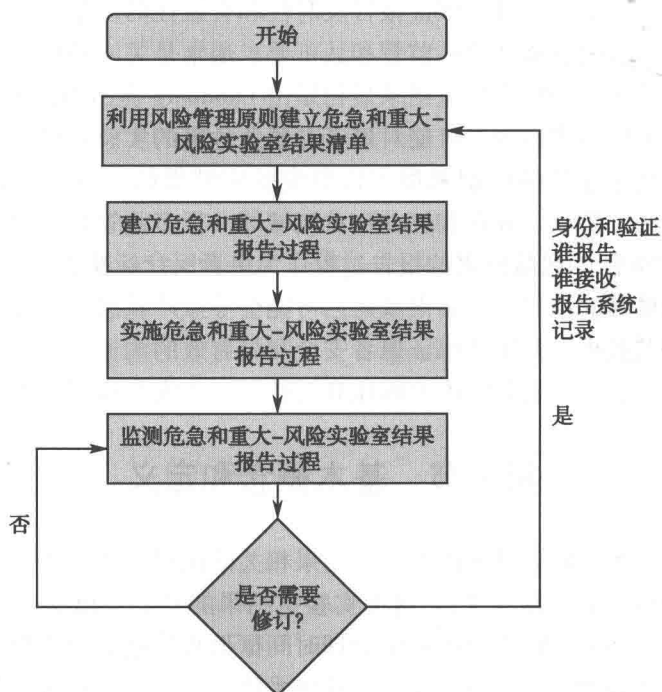 开始
利用风险管理原则建立危急和重大-
风险实验室结果清单
建立危急和重大-风险实验室结果
报告过程
身份和验证
谁报告
谁接收
报告系统
记录
实施危急和重大-风险实验室结果
报告过程
是
监测危急和重大-风险实验室结果
报告过程
否
是否需要
修订?